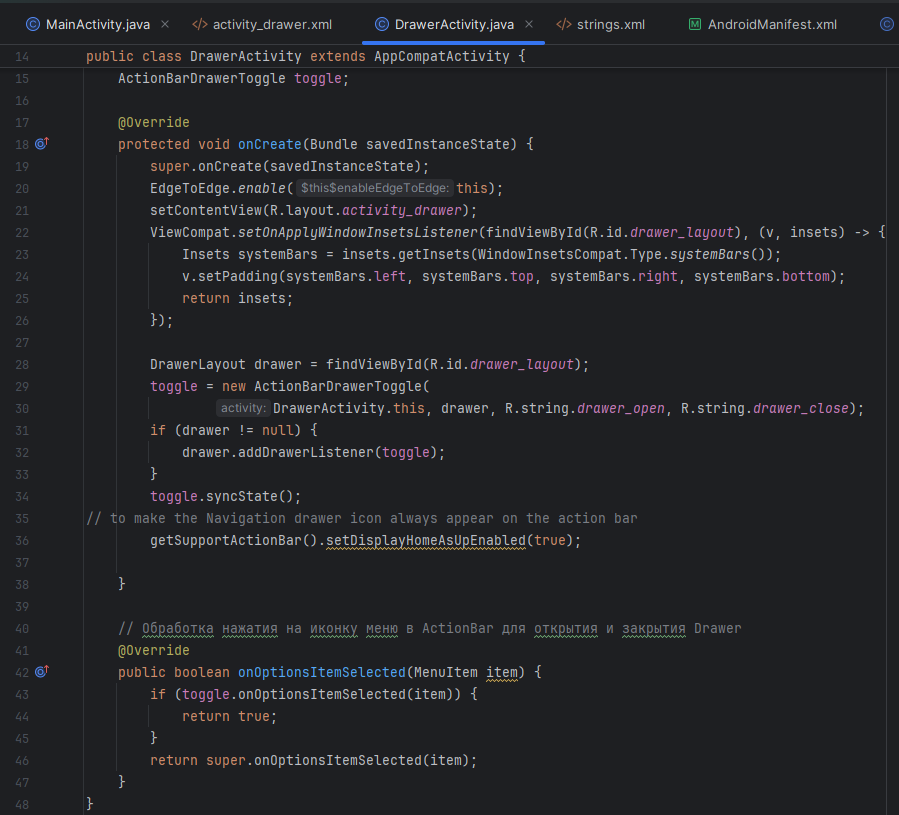 MainActivity.java activity_drawer.xml DrawerActivity.java strings.xml AndroidManifest.xml
14 public class DrawerActivity extends AppCompatActivity {
15 ActionBarDrawerToggle toggle;
16
17 @Override
18 protected void onCreate(Bundle savedInstanceState) {
19 super.onCreate(savedInstanceState);
20 EdgeToEdge.enable( $this$enableEdgeToEdge: this);
21 setContentView(R.layout.activity_drawer);
22 ViewCompat.setOnApplyWindowInsetsListener(findViewById(R.id.drawer_layout), (v, insets) -> {
23 Insets systemBars = insets.getInsets(WindowInsetsCompat.Type.systemBars());
24 v.setPadding(systemBars.left, systemBars.top, systemBars.right, systemBars.bottom);
25 return insets;
26 });
27
28 DrawerLayout drawer = findViewById(R.id.drawer_layout);
29 toggle = new ActionBarDrawerToggle(
30 activity: DrawerActivity.this, drawer, R.string.drawer_open, R.string.drawer_close);
31 if (drawer != null) {
32 drawer.addDrawerListener(toggle);
33 }
34 toggle.syncState();
35 // to make the Navigation drawer icon always appear on the action bar
36 getSupportActionBar().setDisplayHomeAsUpEnabled(true);
37
38 }
39
40 // Обработка нажатия на иконку меню в ActionBar для открытия и закрытия Drawer
41 @Override
42 public boolean onOptionsItemSelected(MenuItem item) {
43 if (toggle.onOptionsItemSelected(item)) {
44 return true;
45 }
46 return super.onOptionsItemSelected(item);
47 }
48 }